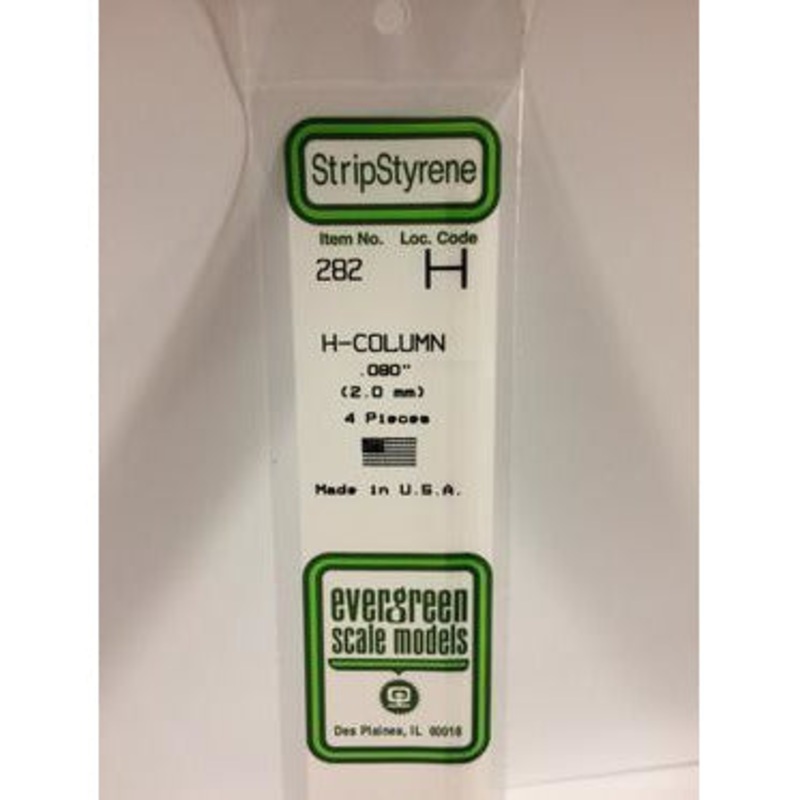 StripStyrene
Item No. Loc. Code
282 H
H-COLUMN
.080"
(2.0 mm)
4 Pieces
Made in U.S.A.
evergreen
scale models
Des Plaines, IL 60018